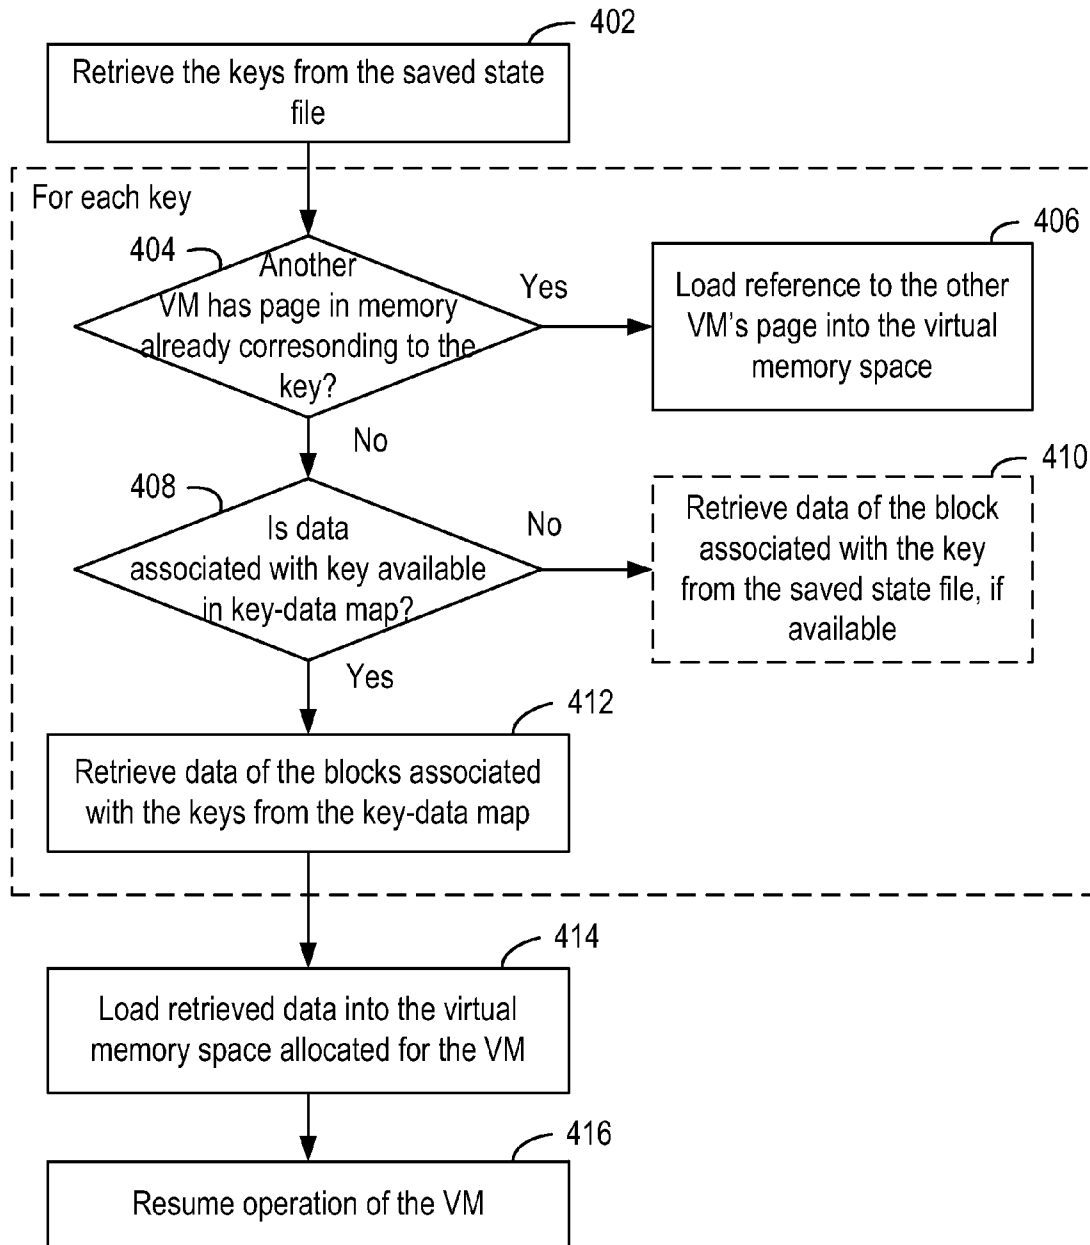 402
Retrieve the keys from the saved state
file
For each key
404
Another
VM has page in memory
already corresonding to the
key?
Yes
406
Load reference to the other
VM's page into the virtual
memory space
No
408
Is data
associated with key available
in key-data map?
No
410
Retrieve data of the block
associated with the key
from the saved state file, if
available
Yes
412
Retrieve data of the blocks associated
with the keys from the key-data map
414
Load retrieved data into the virtual
memory space allocated for the VM
416
Resume operation of the VM